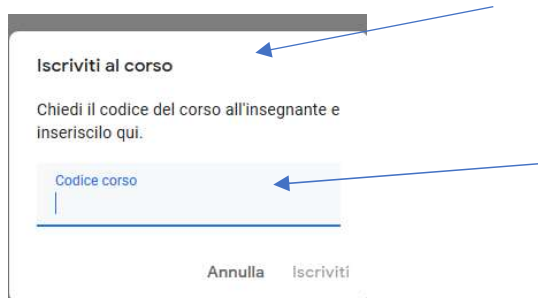 Iscriviti al corso
Chiedi il codice del corso all'insegnante e
inseriscilo qui.
Codice corso
Annulla Iscriviti